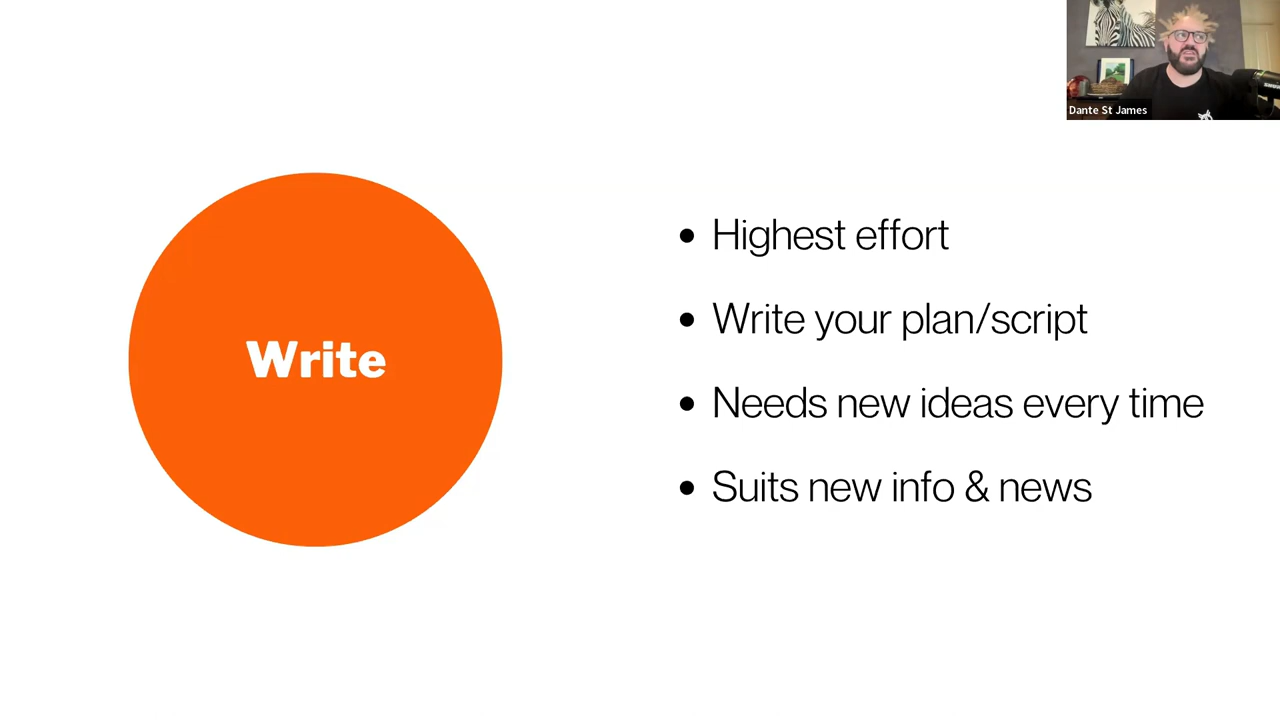 Dante St James
Write
Highest effort
Write your plan/script
Needs new ideas every time
Suits new info & news